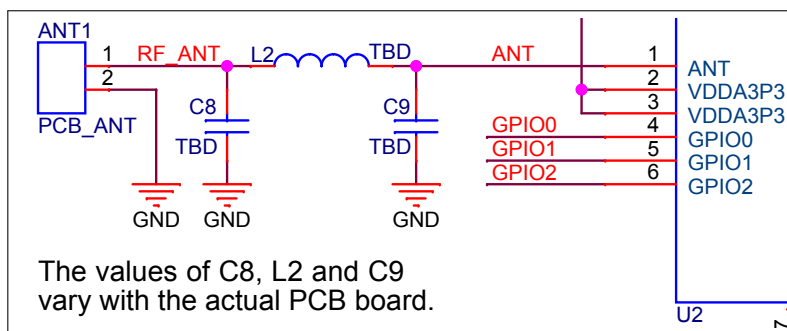 ANT1
1 RF_ANT L2 TBD ANT 1 ANT
2 2 VDDA3P3
3 VDDA3P3
PCB_ANT C8 C9 GPIO0 4 GPIO0
TBD TBD GPIO1 5 GPIO1
GPIO2 6 GPIO2
GND GND GND
The values of C8, L2 and C9
vary with the actual PCB board.
U2
7